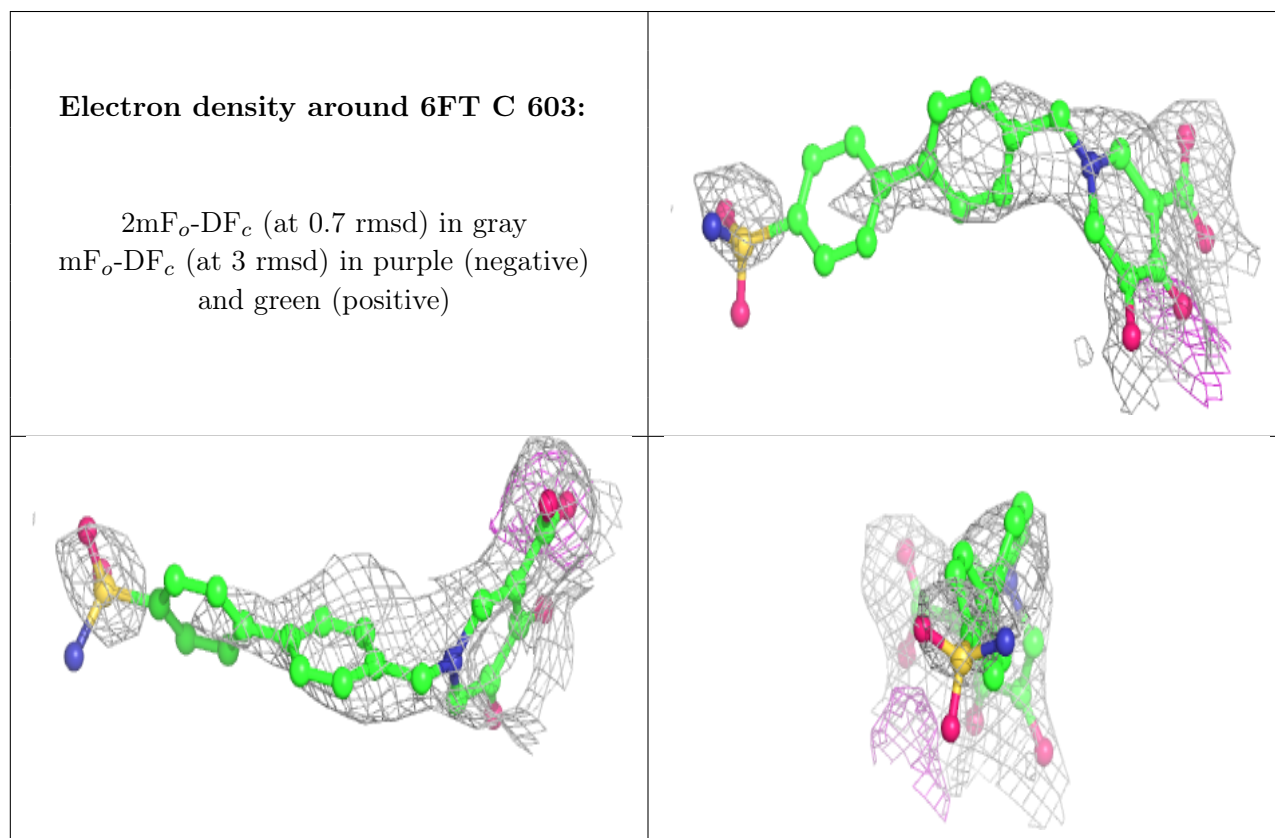 Electron density around 6FT C 603:
2mFo-DFc (at 0.7 rmsd) in gray
mFo-DFc (at 3 rmsd) in purple (negative)
and green (positive)